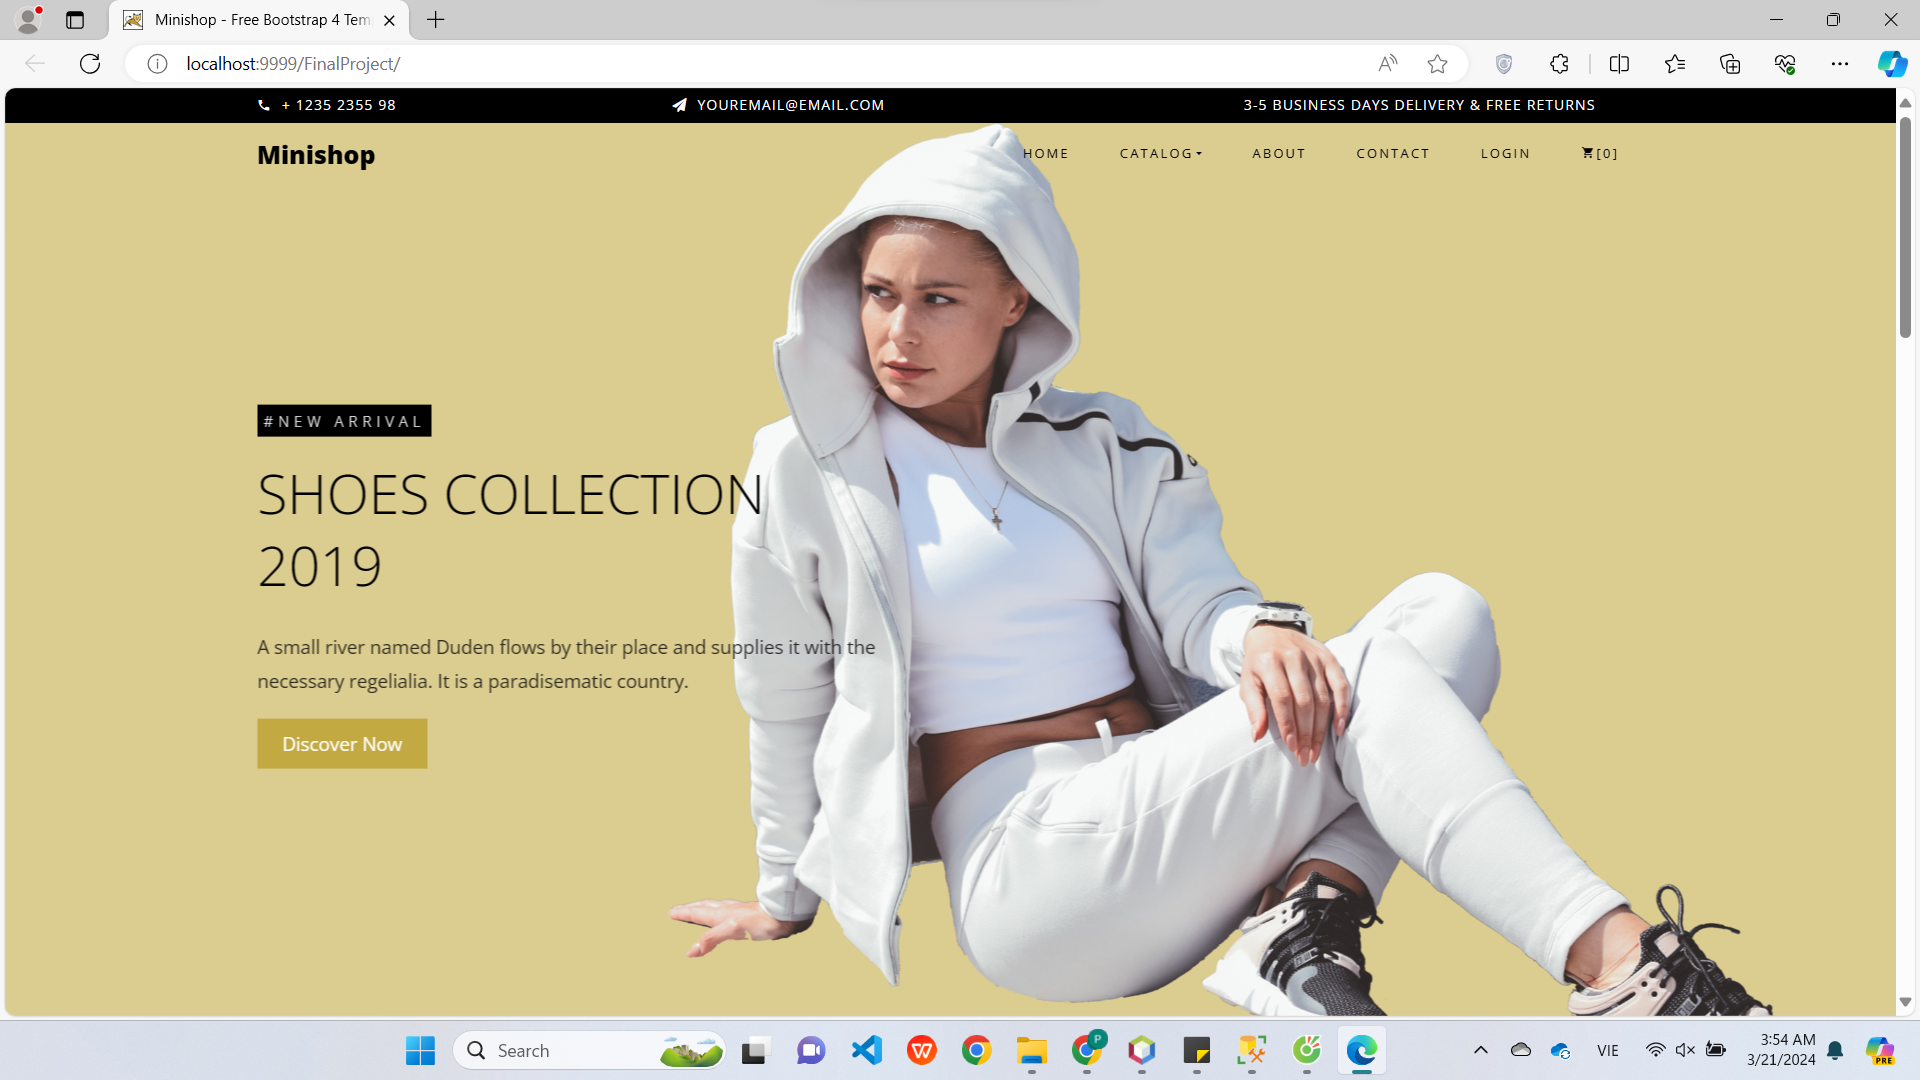 Minishop - Free Bootstrap 4 Tem
localhost:9999/FinalProject/
+ 1235 2355 98
YOUREMAIL@EMAIL.COM
3-5 BUSINESS DAYS DELIVERY & FREE RETURNS
Minishop
HOME
CATALOG
ABOUT
CONTACT
LOGIN
[0]
#NEW ARRIVAL
SHOES COLLECTION
2019
A small river named Duden flows by their place and supplies it with the
necessary regelialia. It is a paradisematic country.
Discover Now
Search
P
VIE
3:54 AM
3/21/2024
PRE